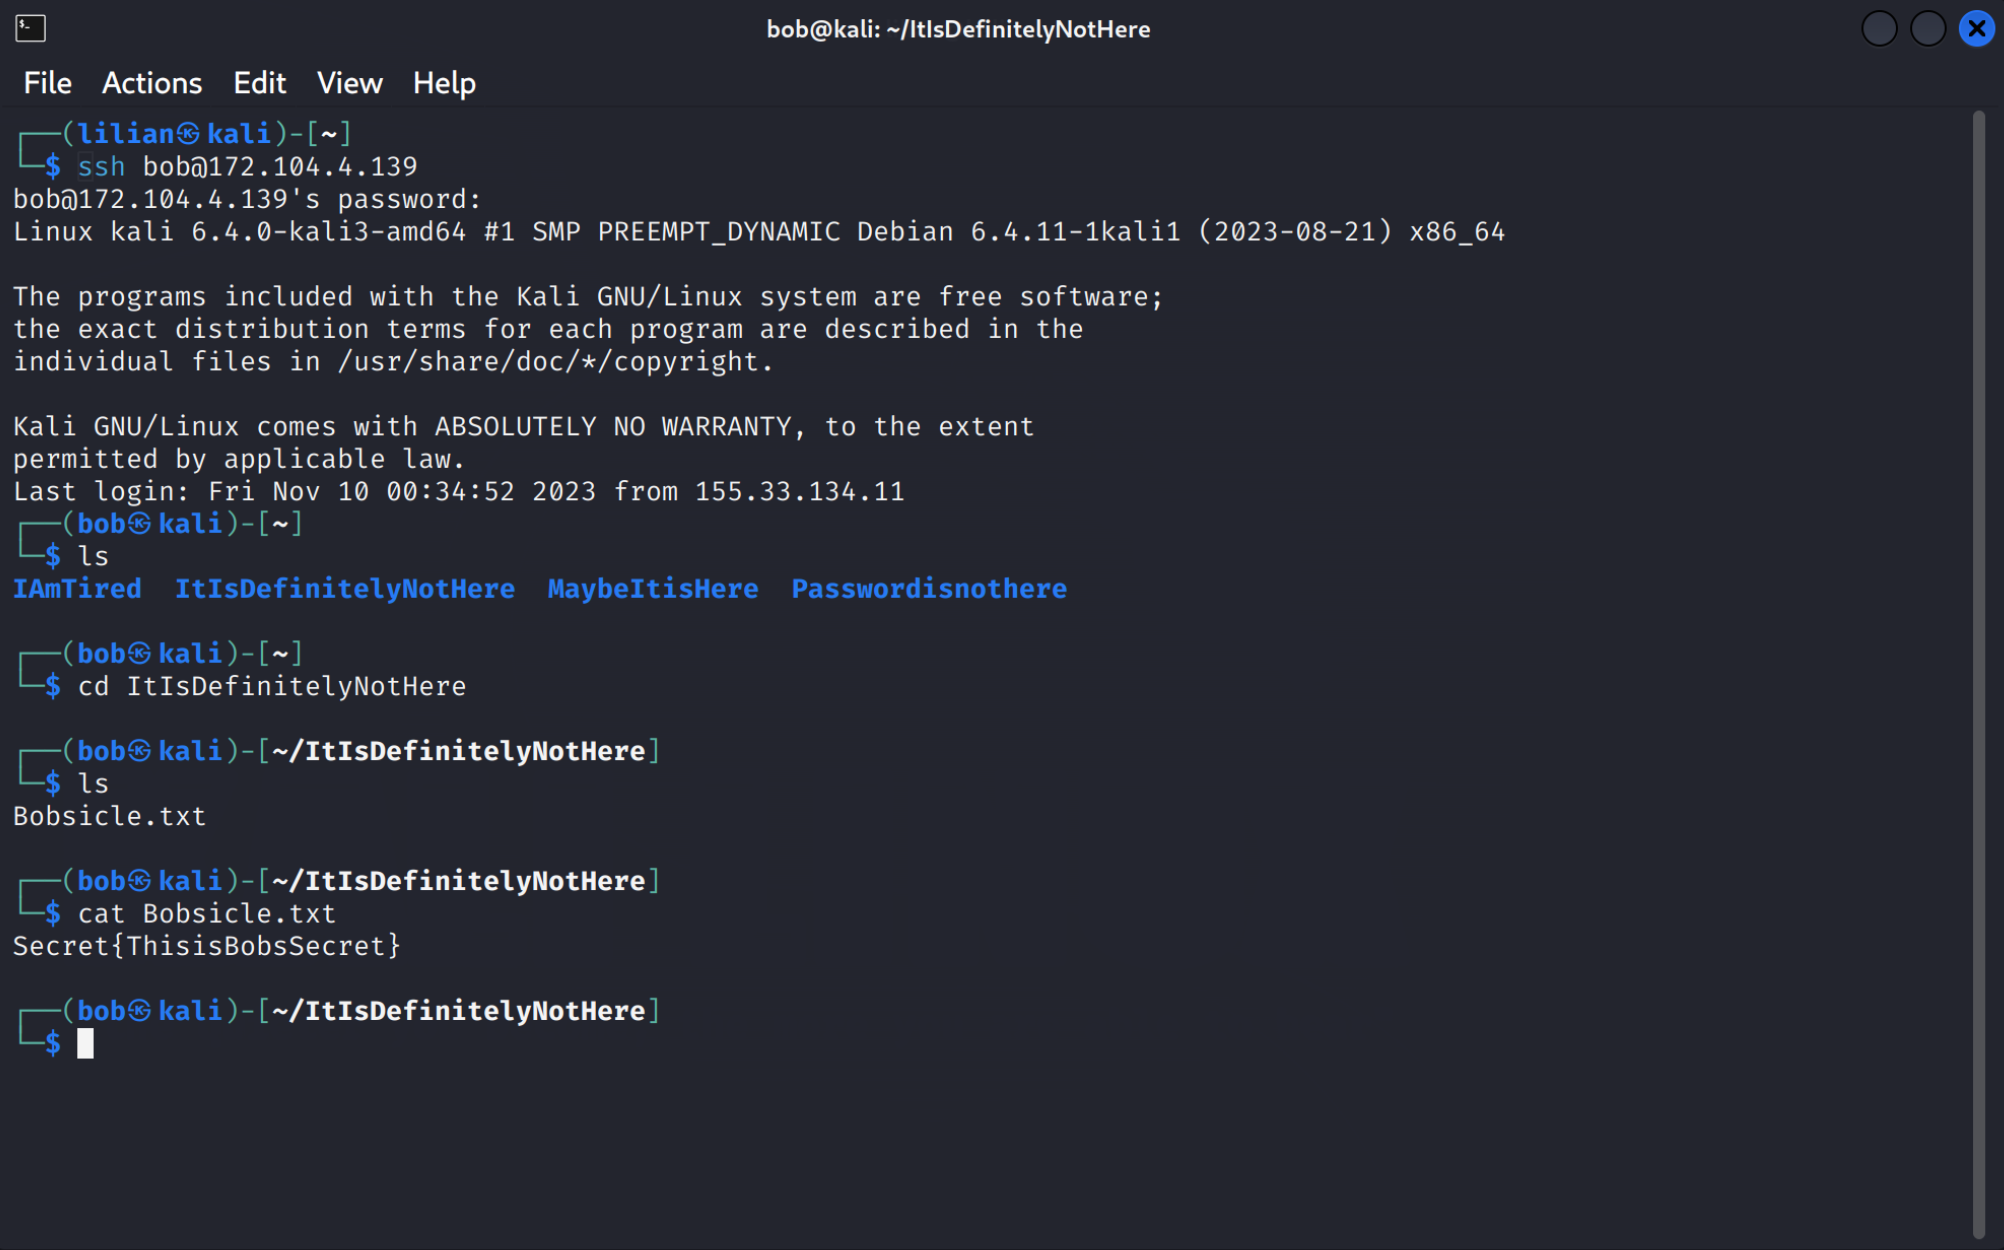 bob@kali: ~/ItIsDefinitelyNotHere
File Actions Edit View Help
┌──(lilian㉿kali)-[~]
└─$ ssh bob@172.104.4.139
bob@172.104.4.139's password:
Linux kali 6.4.0-kali3-amd64 #1 SMP PREEMPT_DYNAMIC Debian 6.4.11-1kali1 (2023-08-21) x86_64
The programs included with the Kali GNU/Linux system are free software;
the exact distribution terms for each program are described in the
individual files in /usr/share/doc/*/copyright.
Kali GNU/Linux comes with ABSOLUTELY NO WARRANTY, to the extent
permitted by applicable law.
Last login: Fri Nov 10 00:34:52 2023 from 155.33.134.11
┌──(bob㉿kali)-[~]
└─$ ls
IAmTired  ItIsDefinitelyNotHere  MaybeItisHere  Passwordisnothere
┌──(bob㉿kali)-[~]
└─$ cd ItIsDefinitelyNotHere
┌──(bob㉿kali)-[~/ItIsDefinitelyNotHere]
└─$ ls
Bobsicle.txt
┌──(bob㉿kali)-[~/ItIsDefinitelyNotHere]
└─$ cat Bobsicle.txt
Secret{ThisisBobsSecret}
┌──(bob㉿kali)-[~/ItIsDefinitelyNotHere]
└─$